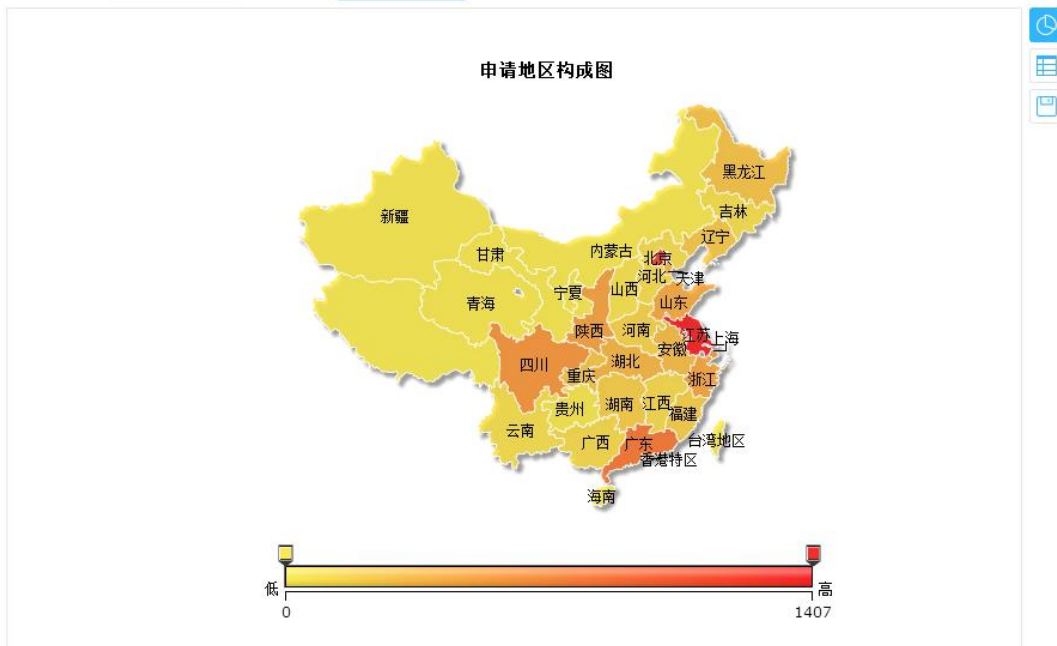 申请地区构成图
黑龙江
吉林
新疆
辽宁
内蒙古
甘肃
北京
河北
天津
山西
宁夏
青海
山东
陕西
河南
江苏
上海
安徽
湖北
四川
重庆
浙江
湖南
江西
贵州
福建
云南
广西
广东
台湾地区
香港特区
海南
低
高
0
1407